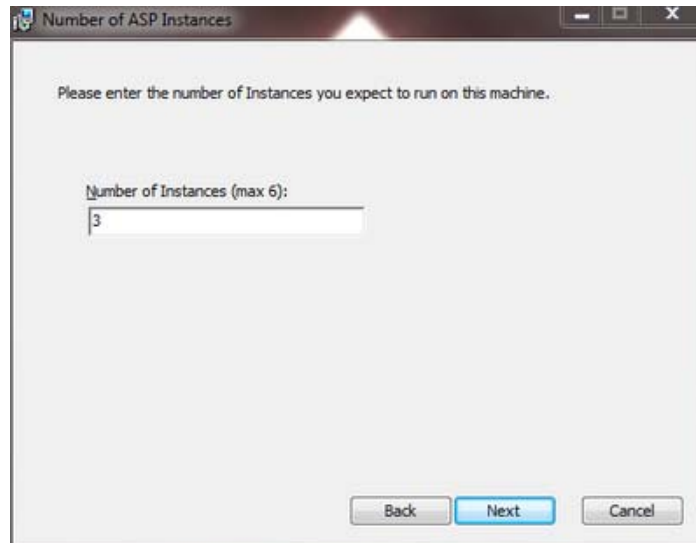 Number of ASP Instances
Please enter the number of Instances you expect to run on this machine.
Number of Instances (max 6):
3
Back Next Cancel